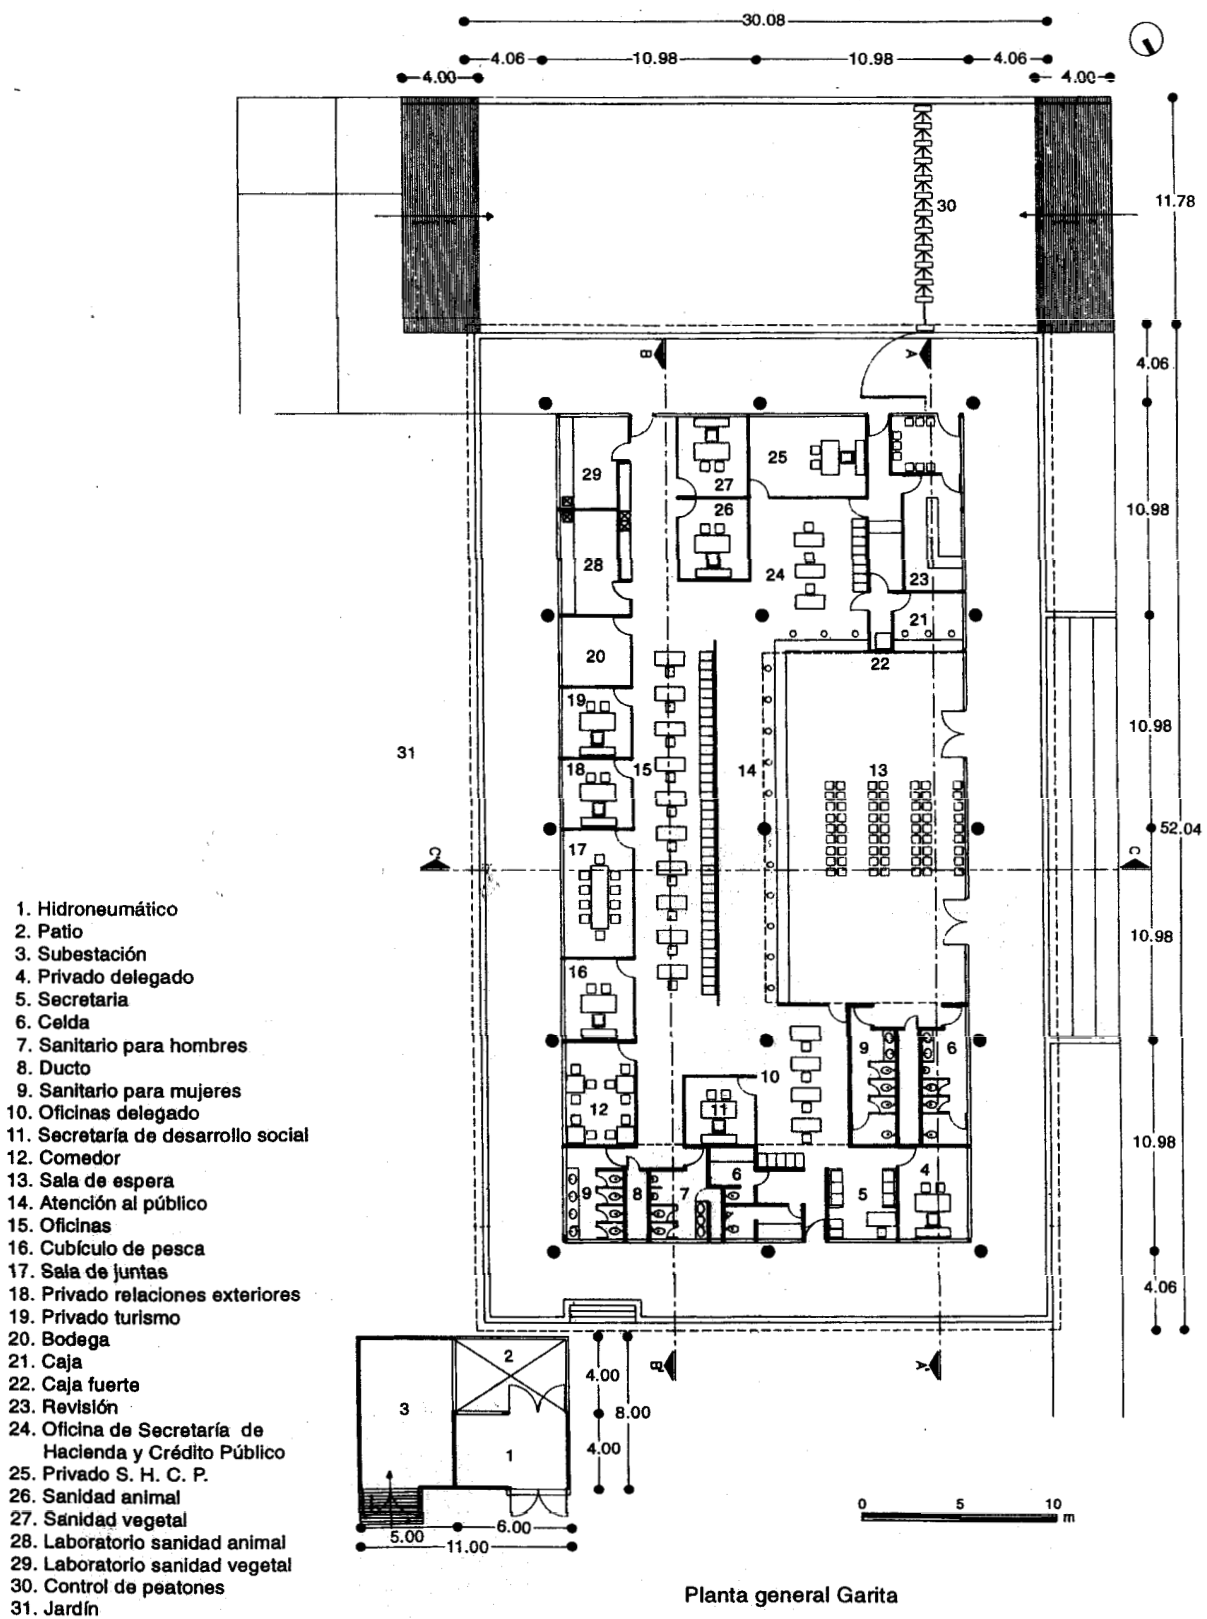 30.08
4.06 10.98 10.98 4.06
4.00 4.00
11.78
30
B A
4.06
29
27
25
26
28
24
23
10.98
21
22
20
19
18
15
14
13
31
10.98
17
52.04
C' C
16
10.98
9
6
10
11
12
10.98
9
8
7
6
5
4
4.06
B' A'
2
3
1
4.00
8.00
4.00
5.00
6.00
11.00
0 5 10
m
1. Hidroneumático
2. Patio
3. Subestación
4. Privado delegado
5. Secretaria
6. Celda
7. Sanitario para hombres
8. Ducto
9. Sanitario para mujeres
10. Oficinas delegado
11. Secretaría de desarrollo social
12. Comedor
13. Sala de espera
14. Atención al público
15. Oficinas
16. Cubículo de pesca
17. Sala de juntas
18. Privado relaciones exteriores
19. Privado turismo
20. Bodega
21. Caja
22. Caja fuerte
23. Revisión
24. Oficina de Secretaría de
Hacienda y Crédito Público
25. Privado S. H. C. P.
26. Sanidad animal
27. Sanidad vegetal
28. Laboratorio sanidad animal
29. Laboratorio sanidad vegetal
30. Control de peatones
31. Jardín
Planta general Garita